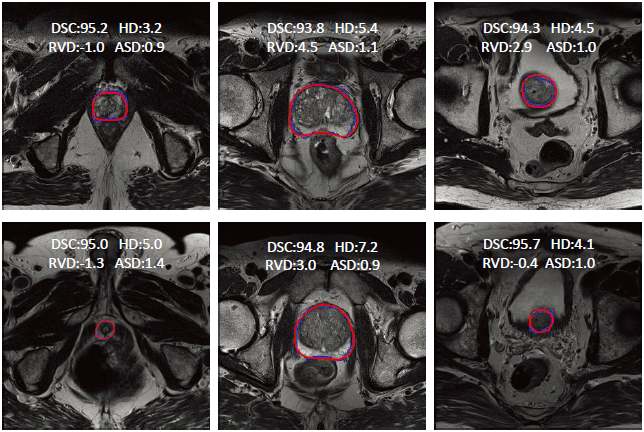 DSC:95.2 HD:3.2
RVD:-1.0 ASD:0.9
DSC:93.8 HD:5.4
RVD:4.5 ASD:1.1
DSC:94.3 HD:4.5
RVD:2.9 ASD:1.0
DSC:95.0 HD:5.0
RVD:-1.3 ASD:1.4
DSC:94.8 HD:7.2
RVD:3.0 ASD:0.9
DSC:95.7 HD:4.1
RVD:-0.4 ASD:1.0